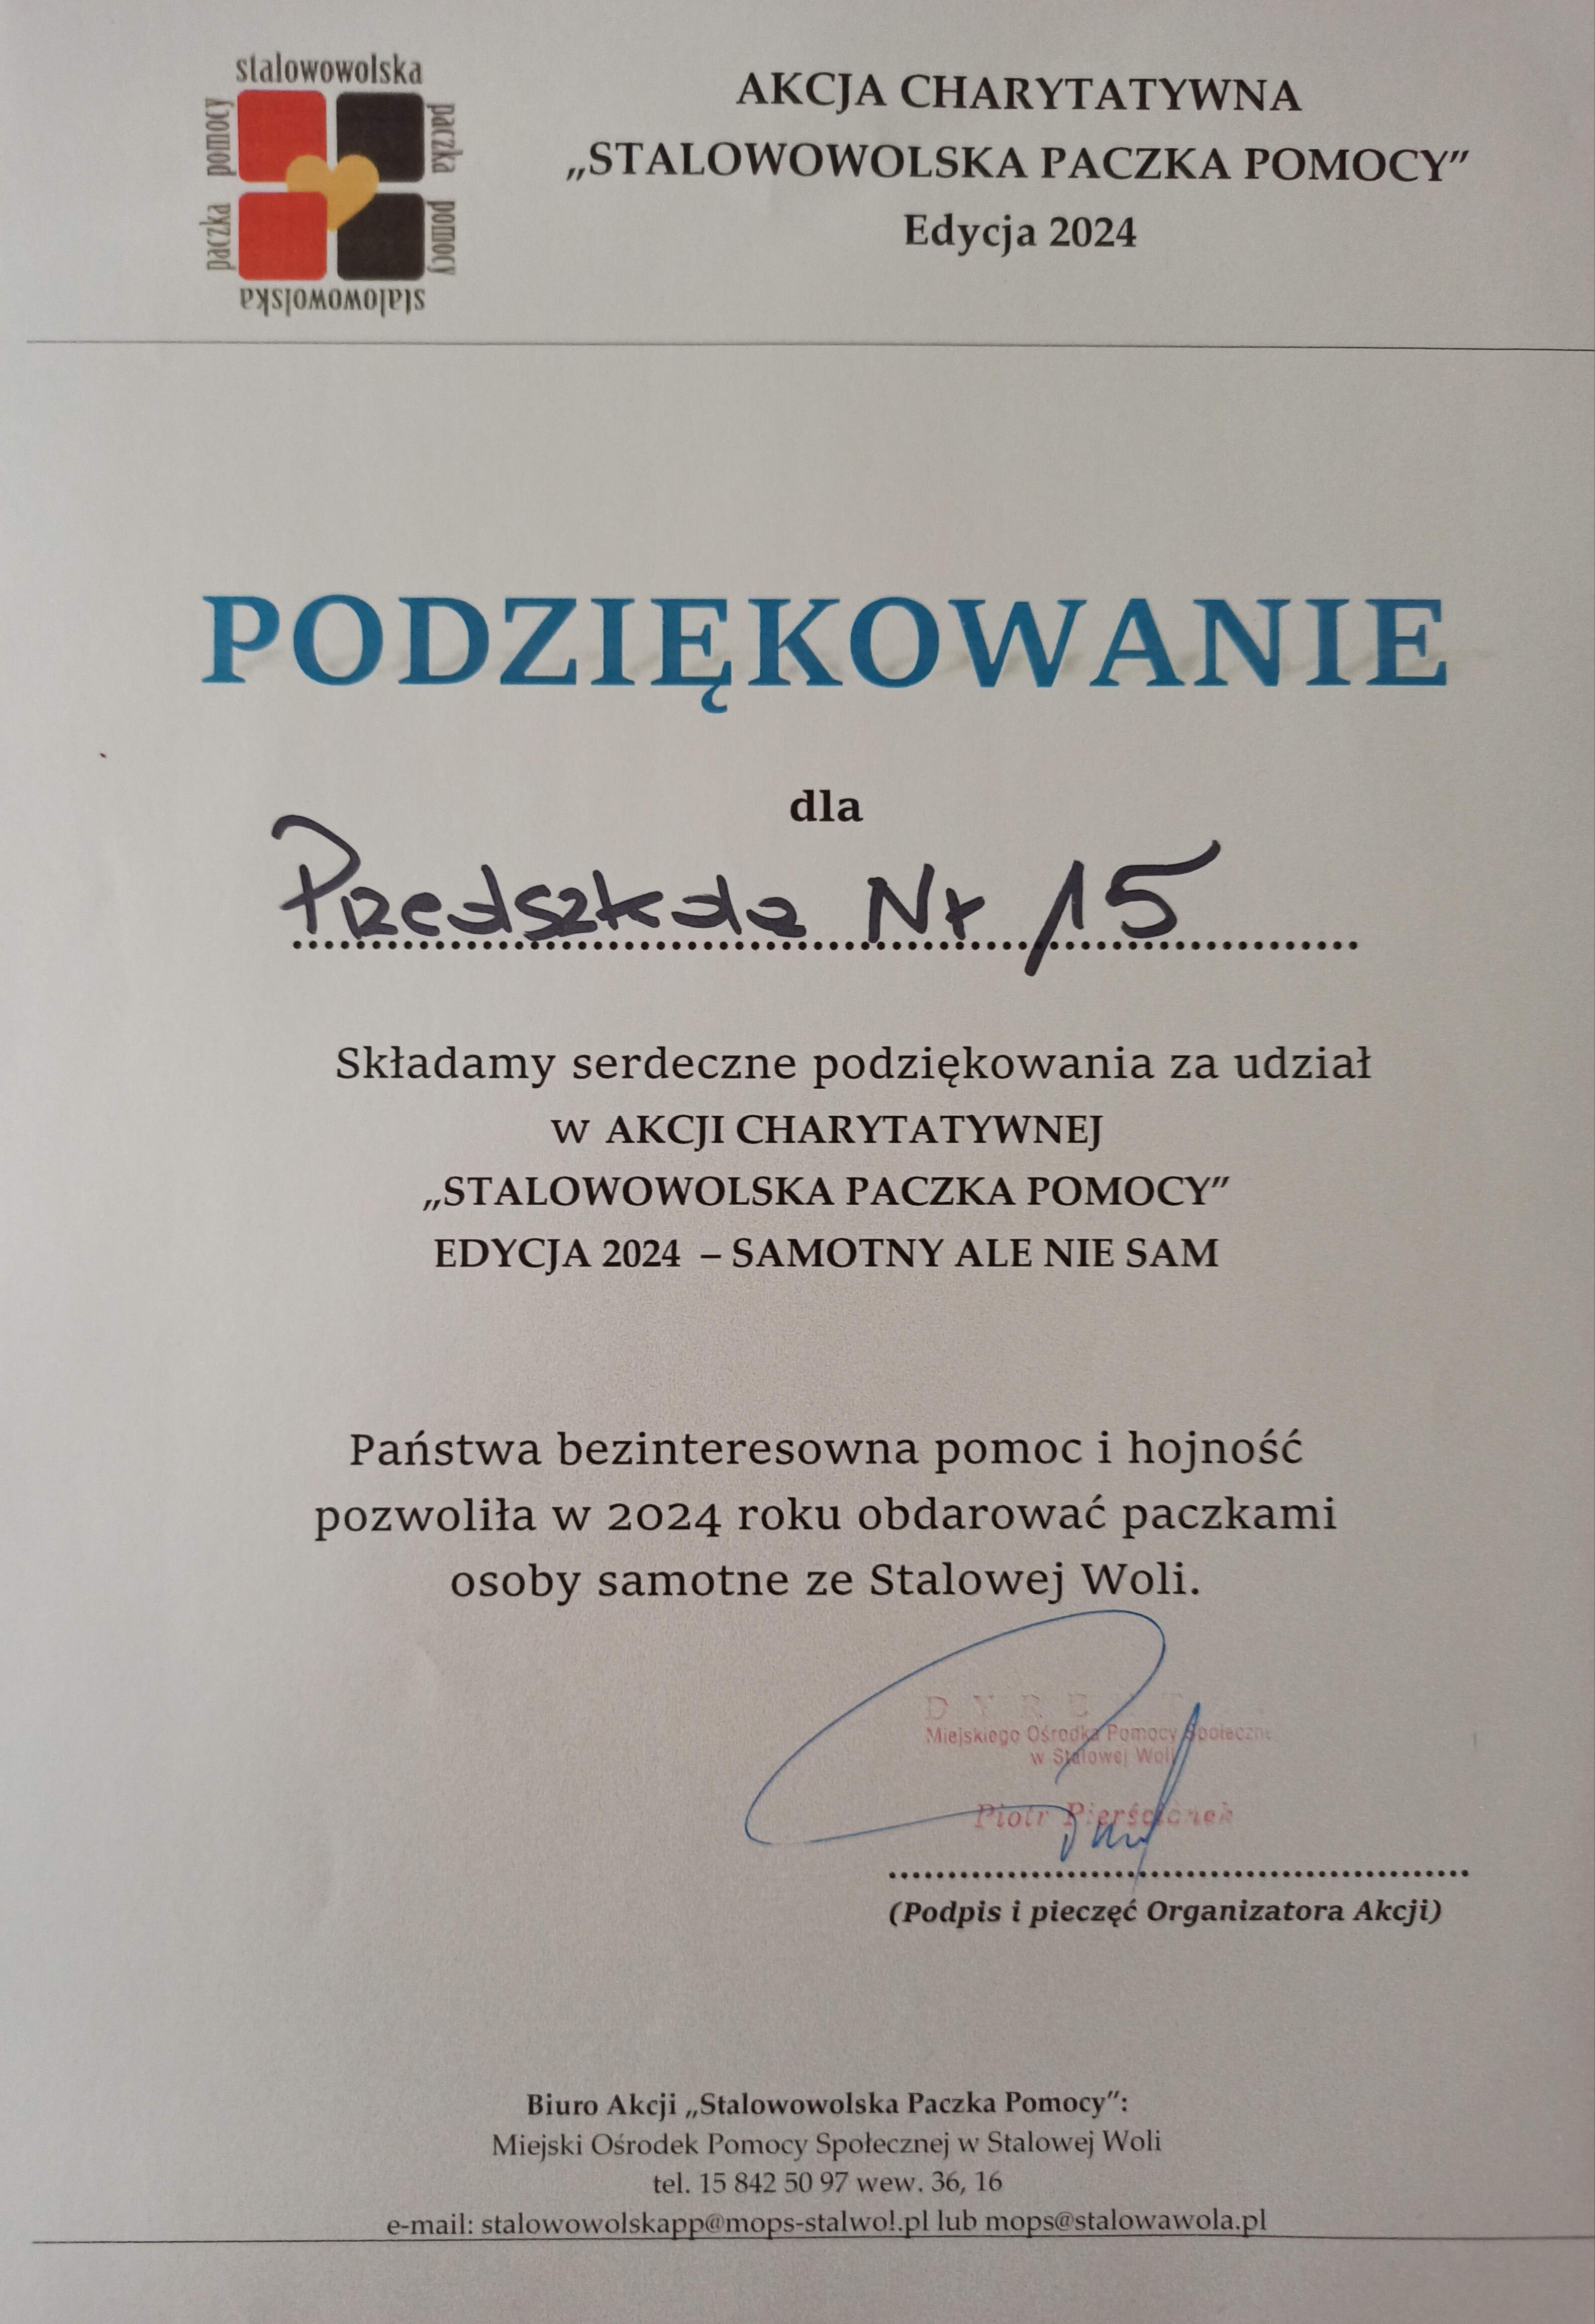 stalowowolska
paczka pomocy
stalowowolska
paczka pomocy
AKCJA CHARYTATYWNA
„STALOWOWOLSKA PACZKA POMOCY”
Edycja 2024
PODZIĘKOWANIE
dla
Przedszkola Nr 15
Składamy serdeczne podziękowania za udział
w AKCJI CHARYTATYWNEJ
„STALOWOWOLSKA PACZKA POMOCY”
EDYCJA 2024 – SAMOTNY ALE NIE SAM
Państwa bezinteresowna pomoc i hojność
pozwoliła w 2024 roku obdarować paczkami
osoby samotne ze Stalowej Woli.
Miejskiego Ośrodka Pomocy
w Stalowej Woli
Piotr Pierścionek
(Podpis i pieczęć Organizatora Akcji)
Biuro Akcji „Stalowowolska Paczka Pomocy”:
Miejski Ośrodek Pomocy Społecznej w Stalowej Woli
tel. 15 842 50 97 wew. 36, 16
e-mail: stalowowolskapp@mops-stalwol.pl lub mops@stalowawola.pl